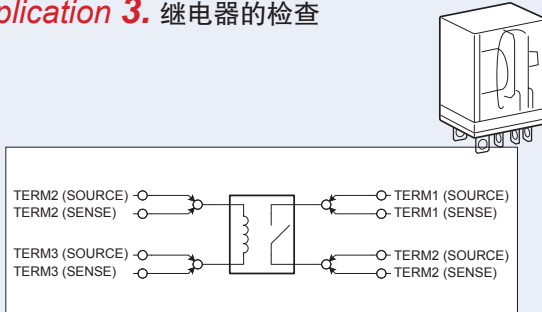 plication 3. 继电器的检查
TERM2 (SOURCE)
TERM2 (SENSE)
TERM3 (SOURCE)
TERM3 (SENSE)
TERM1 (SOURCE)
TERM1 (SENSE)
TERM2 (SOURCE)
TERM2 (SENSE)